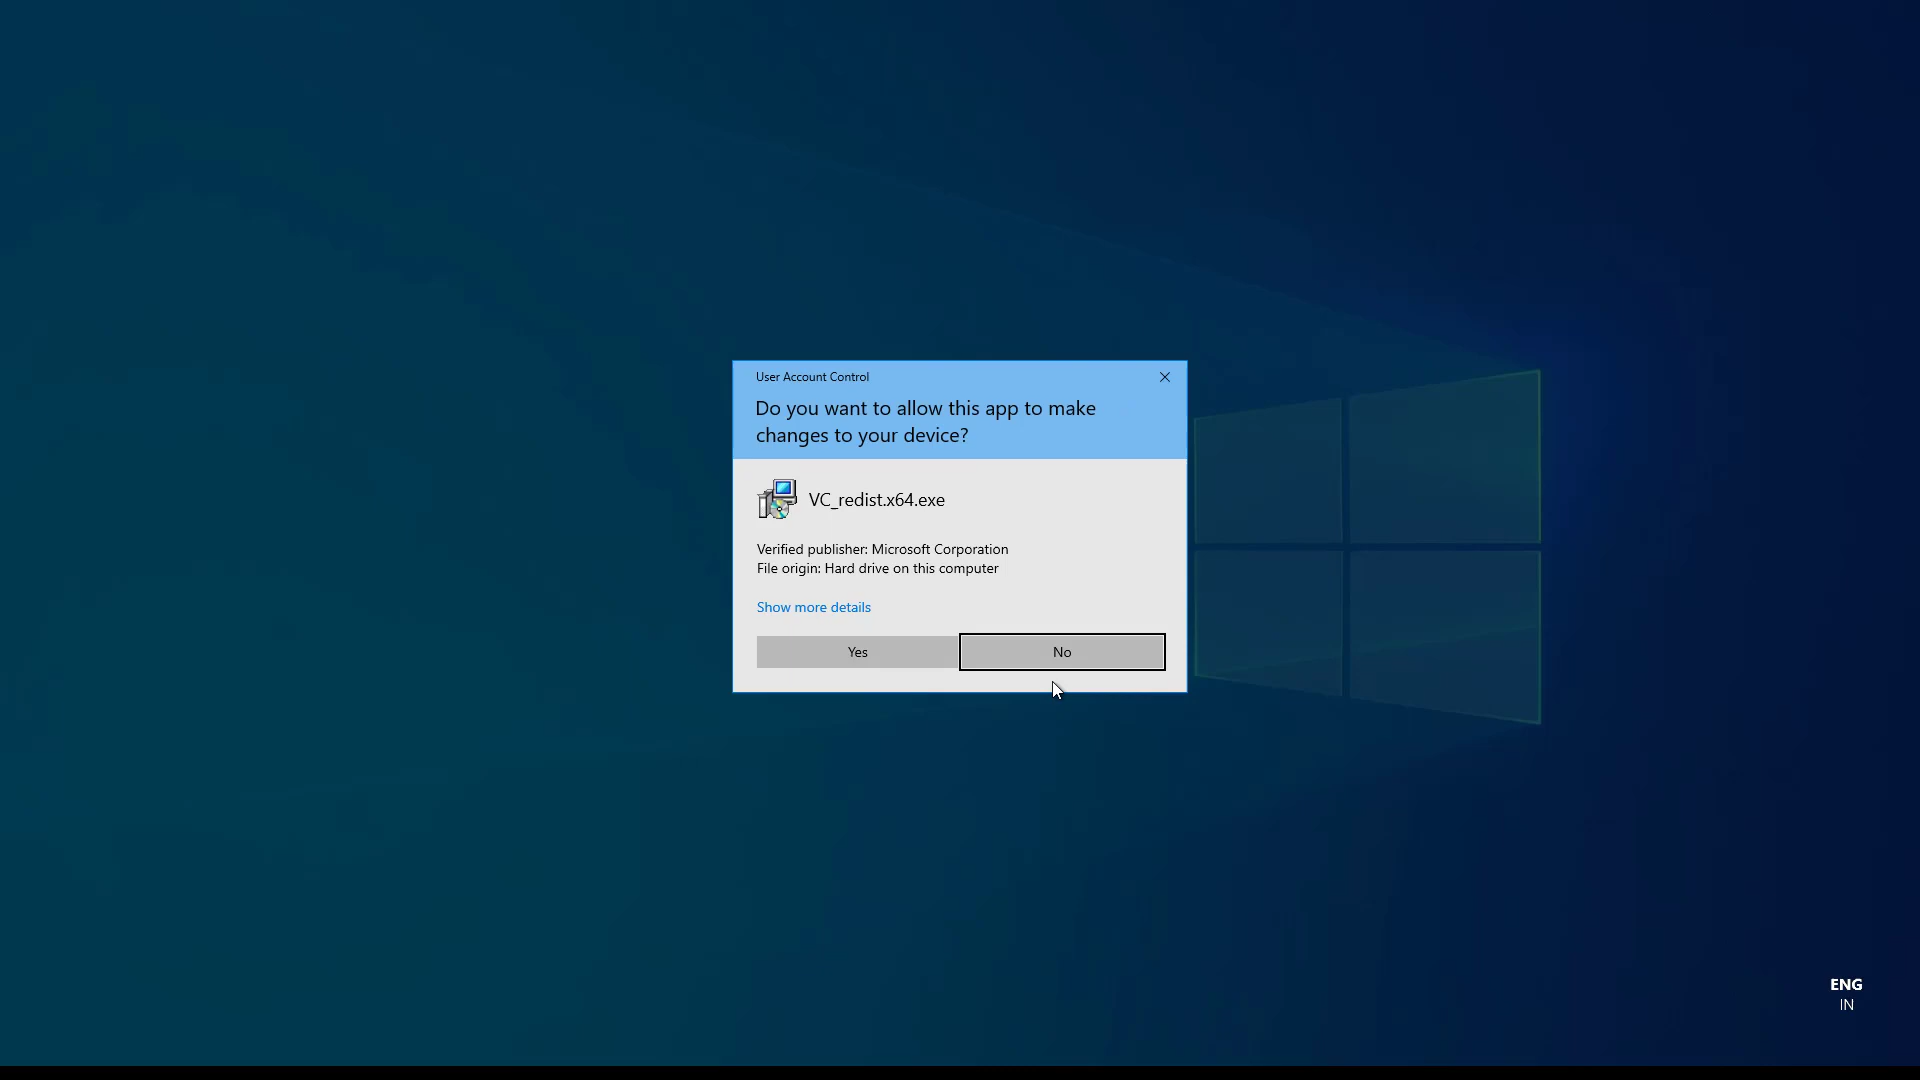 User Account Control
Do you want to allow this app to make
changes to your device?
VC_redist.x64.exe
Verified publisher: Microsoft Corporation
File origin: Hard drive on this computer
Show more details
Yes
No
ENG
IN